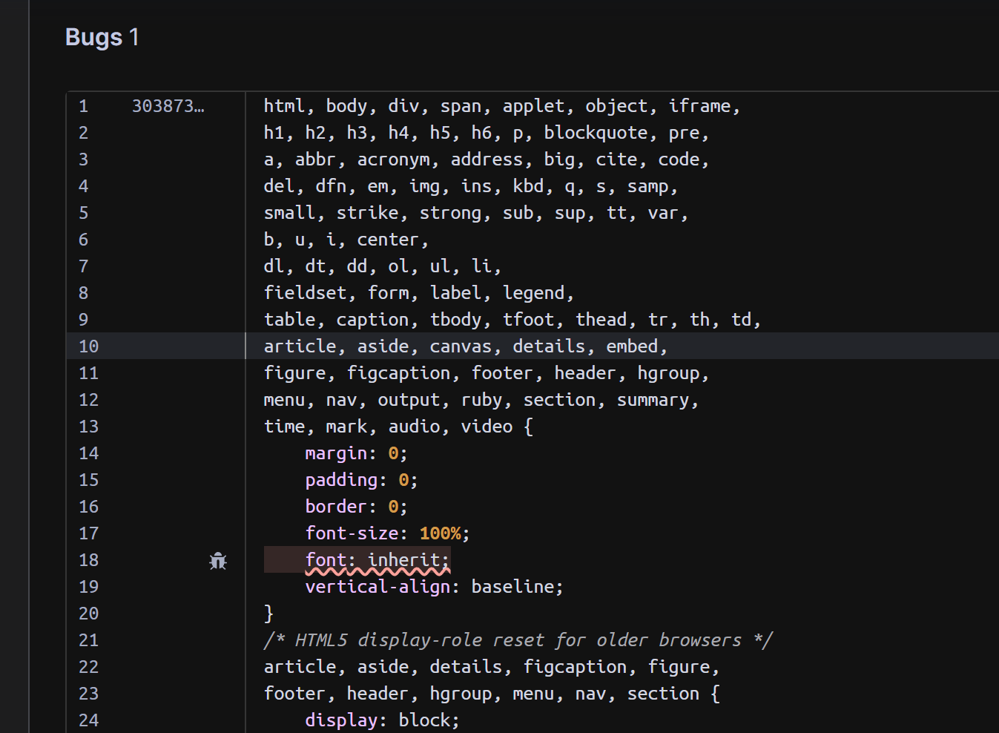 Bugs 1
1 303873… html, body, div, span, applet, object, iframe,
2 h1, h2, h3, h4, h5, h6, p, blockquote, pre,
3 a, abbr, acronym, address, big, cite, code,
4 del, dfn, em, img, ins, kbd, q, s, samp,
5 small, strike, strong, sub, sup, tt, var,
6 b, u, i, center,
7 dl, dt, dd, ol, ul, li,
8 fieldset, form, label, legend,
9 table, caption, tbody, tfoot, thead, tr, th, td,
10 article, aside, canvas, details, embed,
11 figure, figcaption, footer, header, hgroup,
12 menu, nav, output, ruby, section, summary,
13 time, mark, audio, video {
14     margin: 0;
15     padding: 0;
16     border: 0;
17     font-size: 100%;
18     font: inherit;
19     vertical-align: baseline;
20 }
21 /* HTML5 display-role reset for older browsers */
22 article, aside, details, figcaption, figure,
23 footer, header, hgroup, menu, nav, section {
24     display: block;